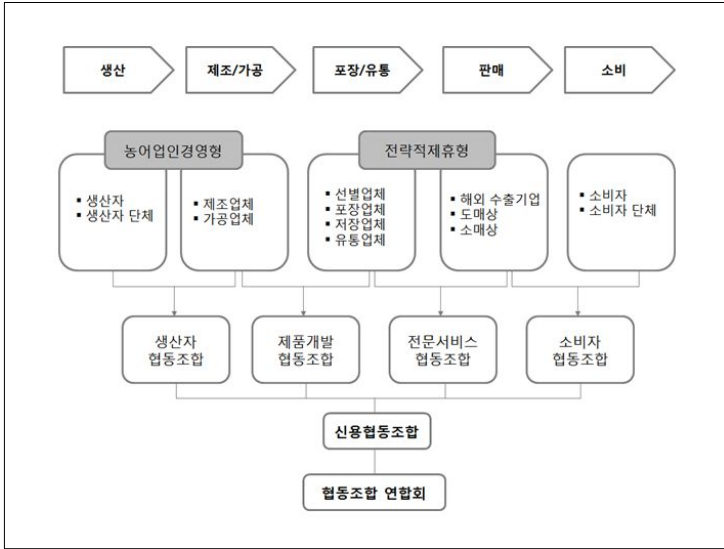 생산
제조/가공
포장/유통
판매
소비
농어업인경영형
전략적제휴형
▪ 생산자
▪ 생산자 단체
▪ 제조업체
▪ 가공업체
▪ 선별업체
▪ 포장업체
▪ 저장업체
▪ 유통업체
▪ 해외 수출기업
▪ 도매상
▪ 소매상
▪ 소비자
▪ 소비자 단체
생산자
협동조합
제품개발
협동조합
전문서비스
협동조합
소비자
협동조합
신용협동조합
협동조합 연합회